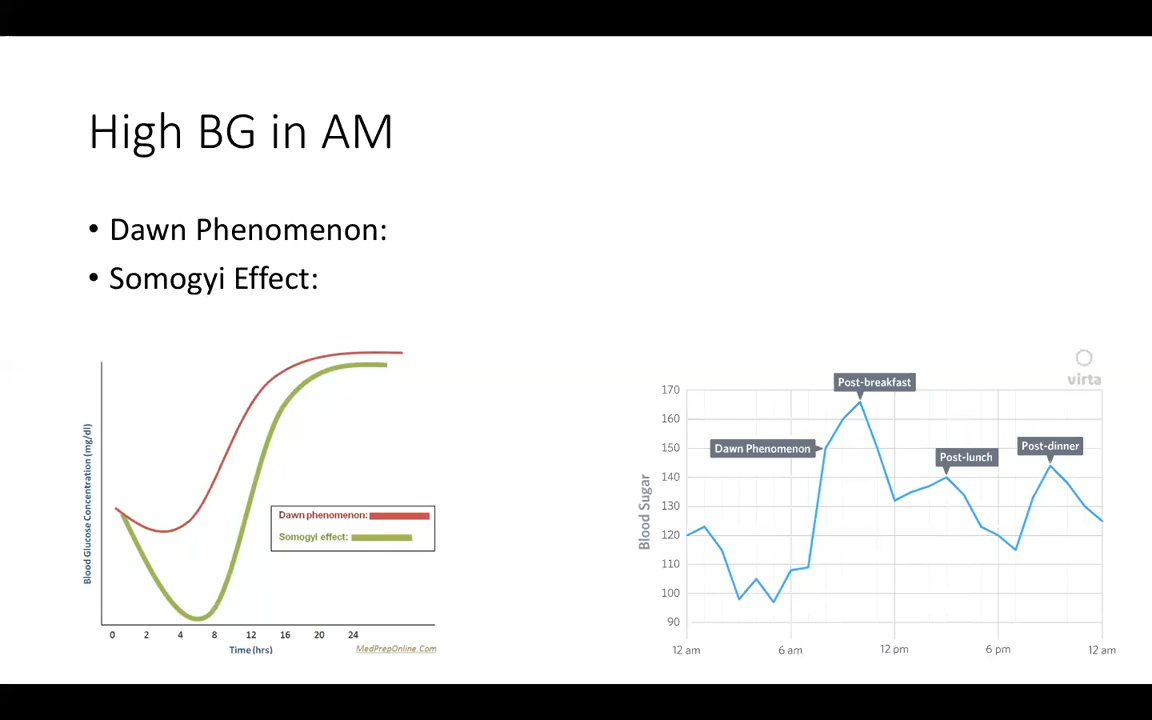 High BG in AM
• Dawn Phenomenon:
• Somogyi Effect:
Blood Glucose Concentration (mg/dl)
Dawn phenomenon:
Somogyi effect:
0 2 4 8 12 16 20 24
Time (hrs)
MedPrepOnline.Com
virta
Blood Sugar
170
160
150
140
130
120
110
100
90
Post-breakfast
Dawn Phenomenon
Post-lunch
Post-dinner
12 am 6 am 12 pm 6 pm 12 am